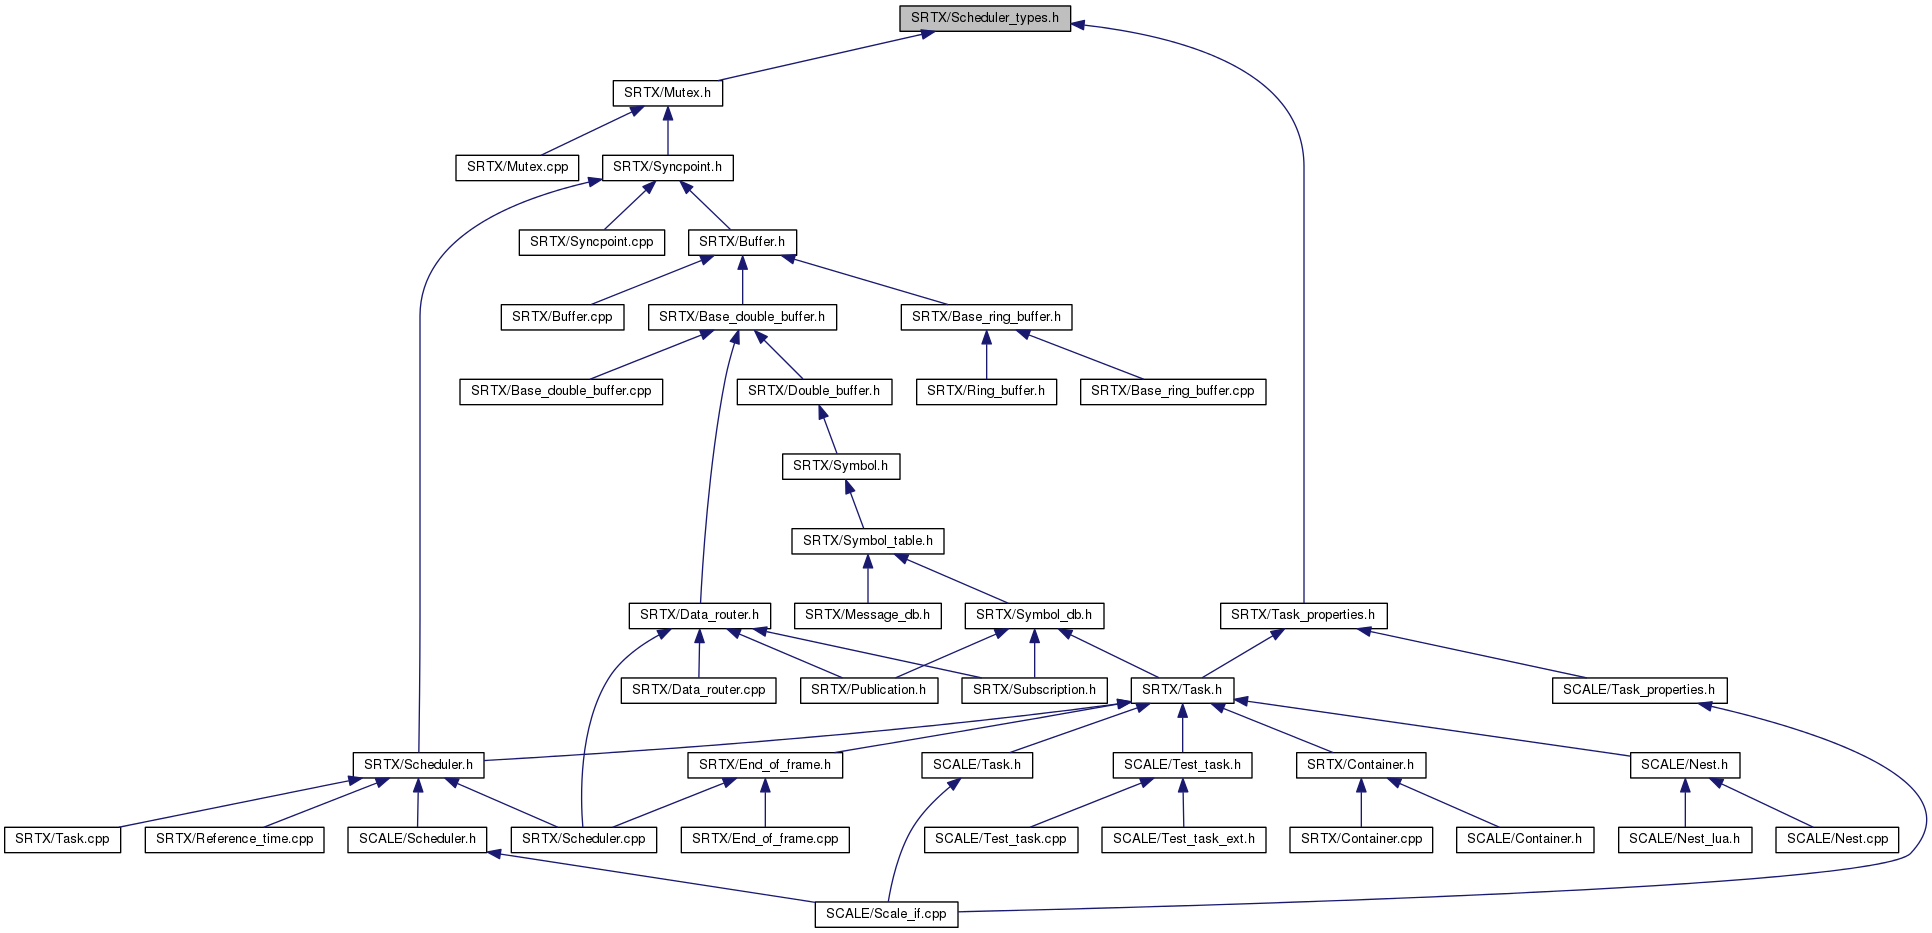 SRTX/Scheduler_types.h
SRTX/Mutex.h
SRTX/Mutex.cpp
SRTX/Syncpoint.h
SRTX/Syncpoint.cpp
SRTX/Buffer.h
SRTX/Buffer.cpp
SRTX/Base_double_buffer.h
SRTX/Base_ring_buffer.h
SRTX/Base_double_buffer.cpp
SRTX/Double_buffer.h
SRTX/Ring_buffer.h
SRTX/Base_ring_buffer.cpp
SRTX/Symbol.h
SRTX/Symbol_table.h
SRTX/Data_router.h
SRTX/Message_db.h
SRTX/Symbol_db.h
SRTX/Task_properties.h
SRTX/Data_router.cpp
SRTX/Publication.h
SRTX/Subscription.h
SRTX/Task.h
SCALE/Task_properties.h
SRTX/Scheduler.h
SRTX/End_of_frame.h
SCALE/Task.h
SCALE/Test_task.h
SRTX/Container.h
SCALE/Nest.h
SRTX/Task.cpp
SRTX/Reference_time.cpp
SCALE/Scheduler.h
SRTX/Scheduler.cpp
SRTX/End_of_frame.cpp
SCALE/Test_task.cpp
SCALE/Test_task_ext.h
SRTX/Container.cpp
SCALE/Container.h
SCALE/Nest_lua.h
SCALE/Nest.cpp
SCALE/Scale_if.cpp